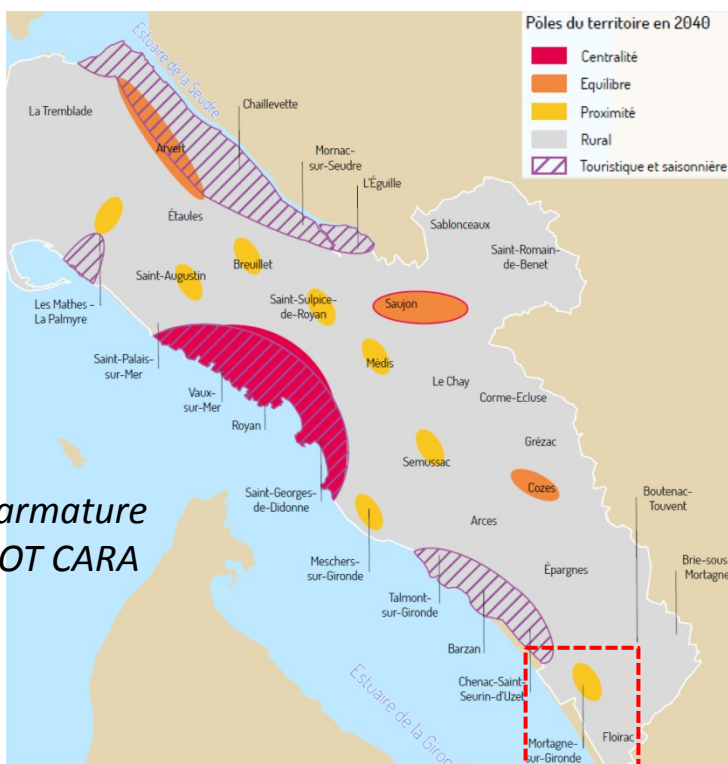 Pôles du territoire en 2040
Centralité
Equilibre
Proximité
Rural
Touristique et saisonnière
Estuaire de la Seudre
La Tremblade
Chaillevette
Arvert
Mornac-
sur-Seudre
L'Éguille
Étaules
Sablonceaux
Saint-Romain-
de-Benet
Breuillet
Saint-Augustin
Les Mathes -
La Palmyre
Saint-Sulpice-
de-Royan
Saujon
Saint-Palais-
sur-Mer
Médis
Le Chay
Corme-Ecluse
Vaux-
sur-Mer
Royan
Grézac
Semussac
Saint-Georges-
de-Didonne
Cozes
Boutenac-
Touvent
armature
OT CARA
Arces
Meschers-
sur-Gironde
Épargnes
Brie-sous-
Mortagne
Talmont-
sur-Gironde
Barzan
Chenac-Saint-
Seurin-d'Uzet
Estuaire de la Giron
Mortagne-
sur-Gironde
Floirac